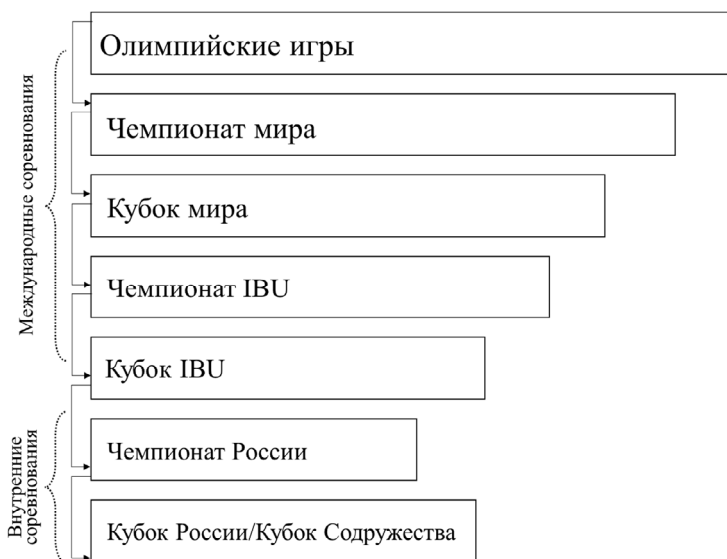 Олимпийские игры
Чемпионат мира
Кубок мира
Чемпионат IBU
Кубок IBU
Чемпионат России
Кубок России/Кубок Содружества
Международные соревнования
Внутренние
соревнования